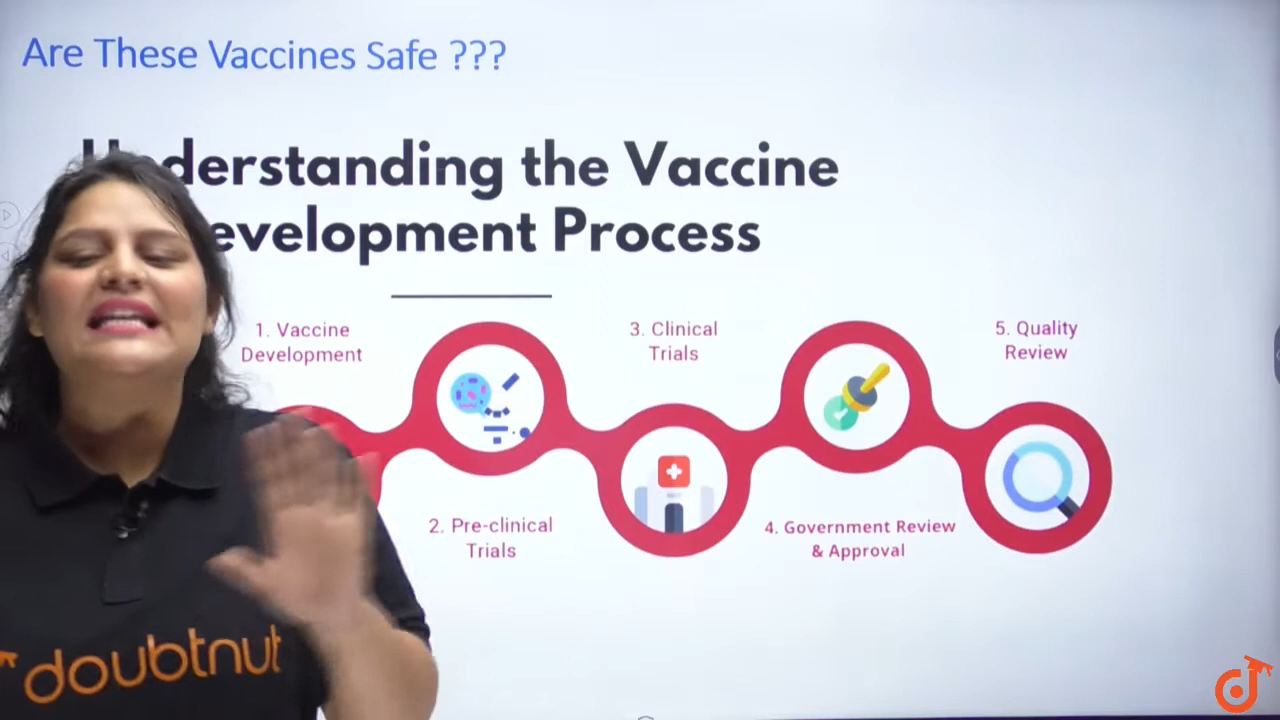 Are These Vaccines Safe ???
Understanding the Vaccine
evelopment Process
1. Vaccine
Development
3. Clinical
Trials
5. Quality
Review
2. Pre-clinical
Trials
4. Government Review
& Approval
doubtnut